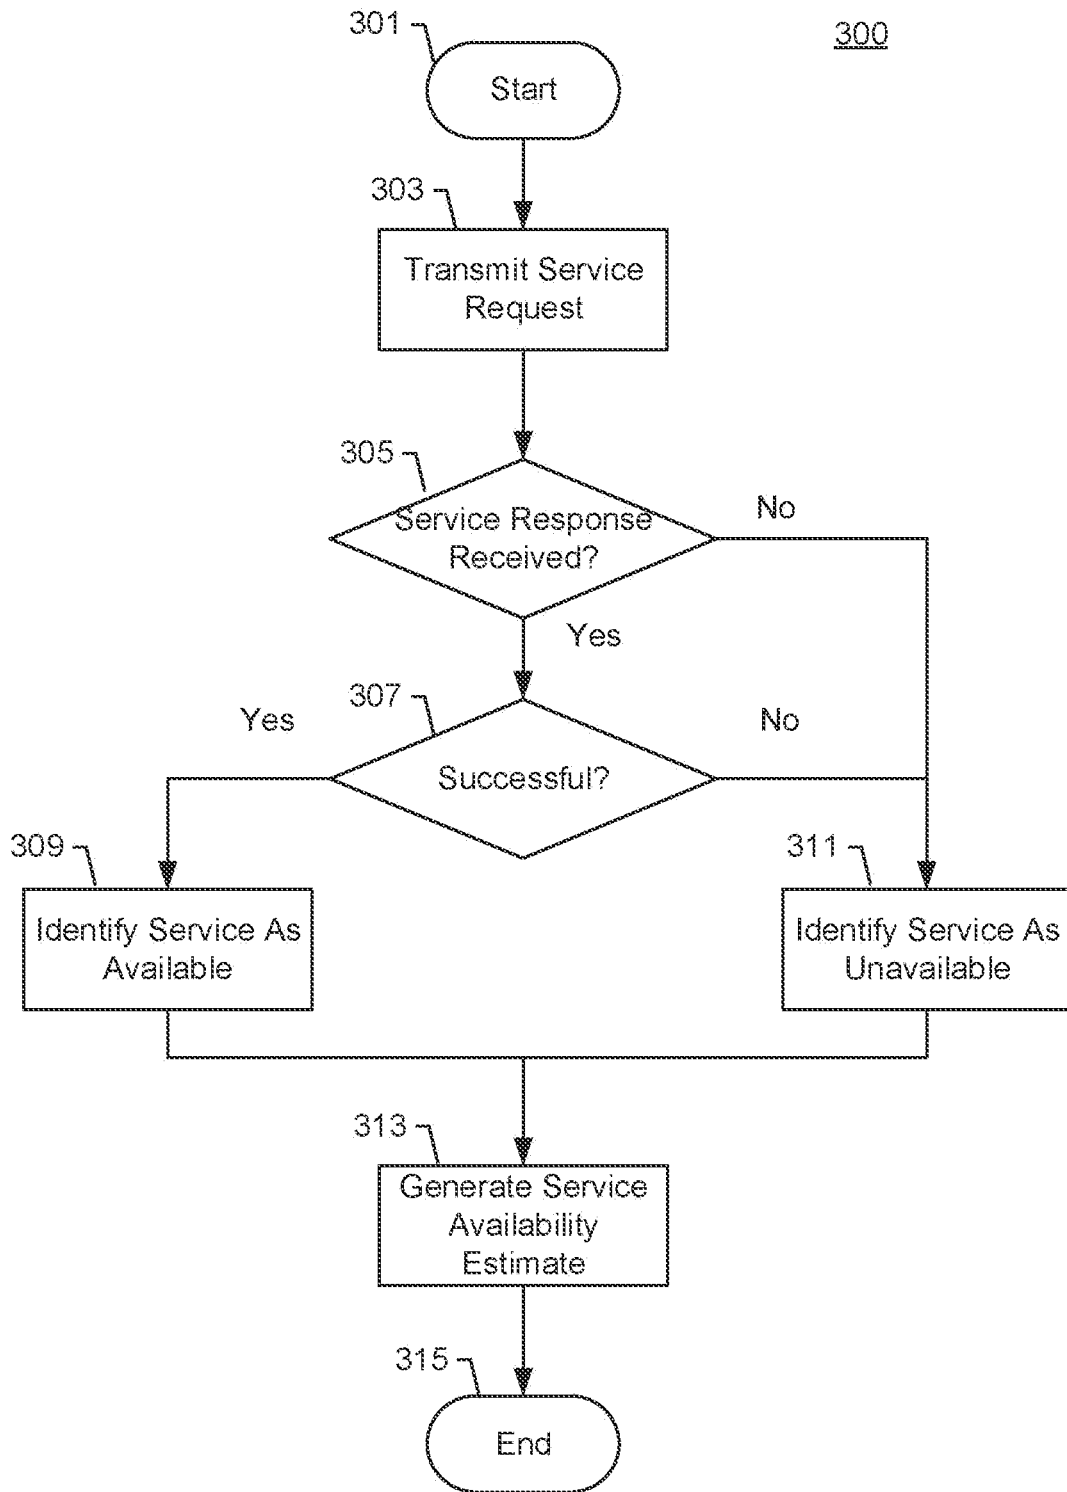 301
300
Start
303
Transmit Service
Request
305
Service Response
Received?
No
Yes
307
Yes
No
Successful?
309
311
Identify Service As
Available
Identify Service As
Unavailable
313
Generate Service
Availability
Estimate
315
End